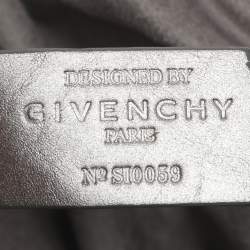 DESIGNED BY
GIVENCHY
PARIS
Nº SI0059